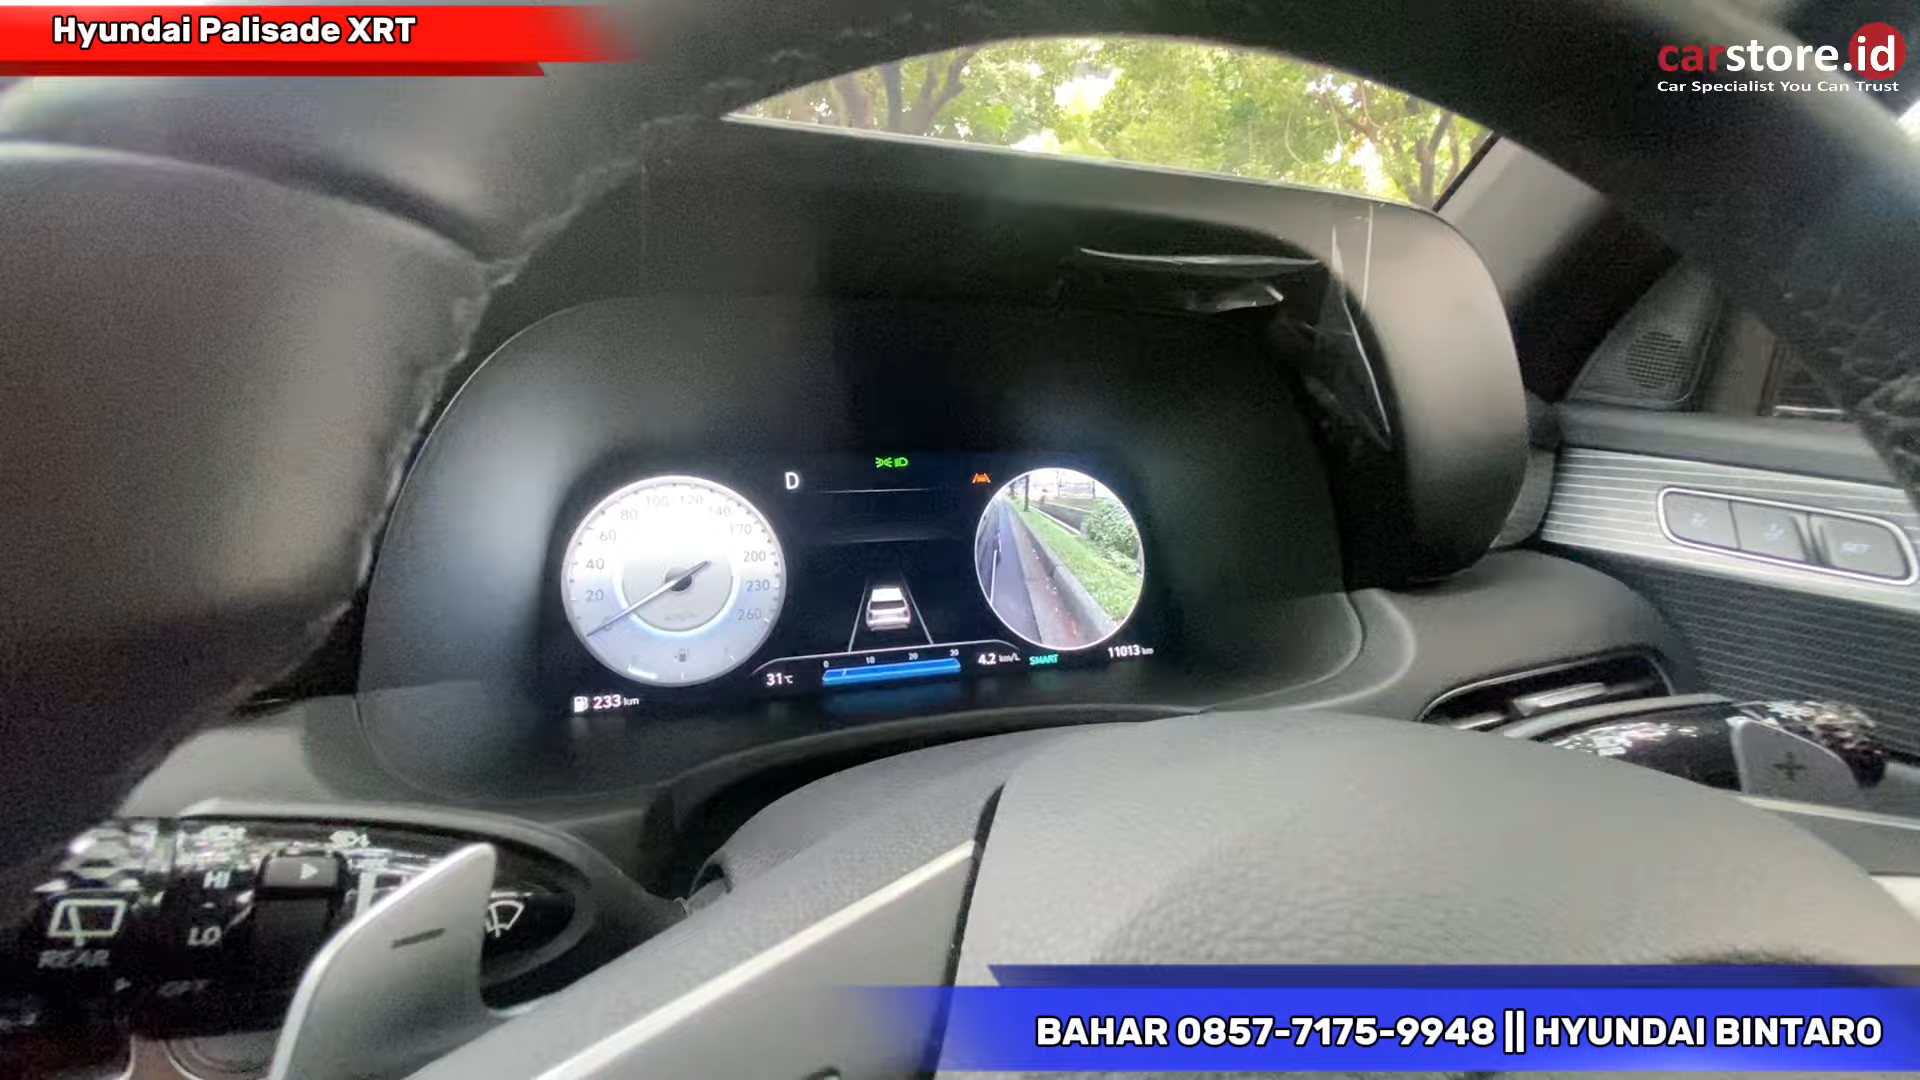 Hyundai Palisade XRT
carstore.id
Car Specialist You Can Trust
D
20
40
60
80
100
120
140
170
200
230
260
0
10
20
30
31°C
4.2 km/L
SMART
11013 km
233 km
SET
HI
LO
REAR
OFF
+
-
BAHAR 0857-7175-9948 || HYUNDAI BINTARO